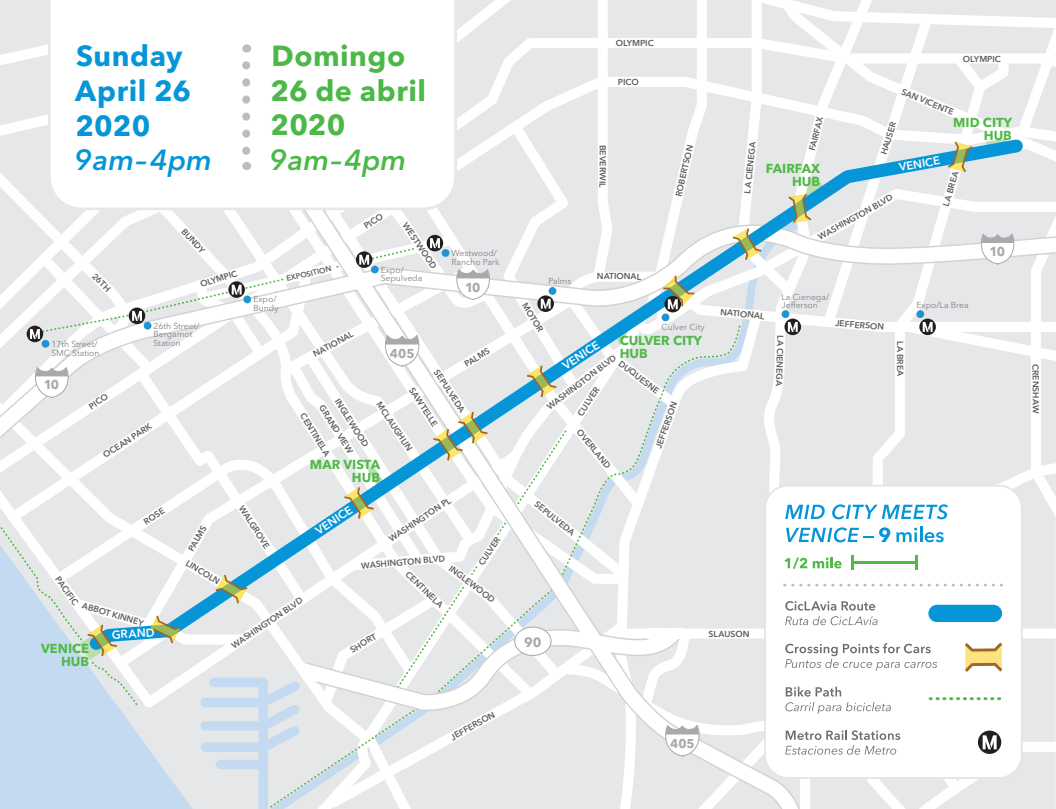 Sunday
April 26
2020
9am–4pm
Domingo
26 de abril
2020
9am–4pm
OLYMPIC
OLYMPIC
PICO
SAN VICENTE
MID CITY
HUB
FAIRFAX
HAUSER
BEVERWIL
ROBERTSON
LA CIENEGA
FAIRFAX
HUB
VENICE
LA BREA
WASHINGTON BLVD
10
PICO
WESTWOOD
BUNDY
M
Westwood/
Rancho Park
M
Expo/
Sepulveda
26TH
OLYMPIC
EXPOSITION
10
NATIONAL
Palms
M
M
Expo/
Bundy
M
26th Street/
Bergamot
Station
M
17th Street/
SMC Station
10
MOTOR
M
Culver City
NATIONAL
La Cienega/
Jefferson
M
JEFFERSON
Expo/La Brea
M
NATIONAL
405
PALMS
VENICE
CULVER CITY
HUB
WASHINGTON BLVD
DUQUESNE
LA CIENEGA
LA BREA
CRENSHAW
PICO
OCEAN PARK
SEPULVEDA
SAWTELLE
MCLAUGHLIN
INGLEWOOD
GRAND VIEW
CENTINELA
CULVER
JEFFERSON
OVERLAND
MAR VISTA
HUB
VENICE
WASHINGTON PL
SEPULVEDA
ROSE
PALMS
WALGROVE
LINCOLN
WASHINGTON BLVD
CULVER
INGLEWOOD
CENTINELA
PACIFIC
ABBOT KINNEY
GRAND
WASHINGTON BLVD
VENICE
HUB
SHORT
90
SLAUSON
JEFFERSON
405
MID CITY MEETS
VENICE – 9 miles
1/2 mile
CicLAvia Route
Ruta de CicLAvía
Crossing Points for Cars
Puntos de cruce para carros
Bike Path
Carril para bicicleta
Metro Rail Stations
Estaciones de Metro
M